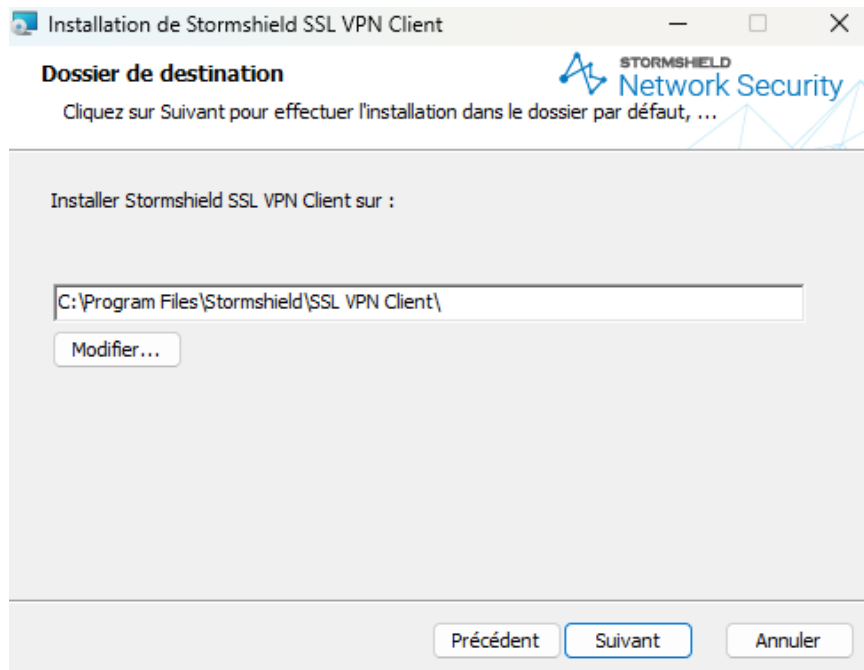 Installation de Stormshield SSL VPN Client
Dossier de destination
STORMSHIELD
Network Security
Cliquez sur Suivant pour effectuer l'installation dans le dossier par défaut, ...
Installer Stormshield SSL VPN Client sur :
C:\Program Files\Stormshield\SSL VPN Client\
Modifier...
Précédent Suivant Annuler